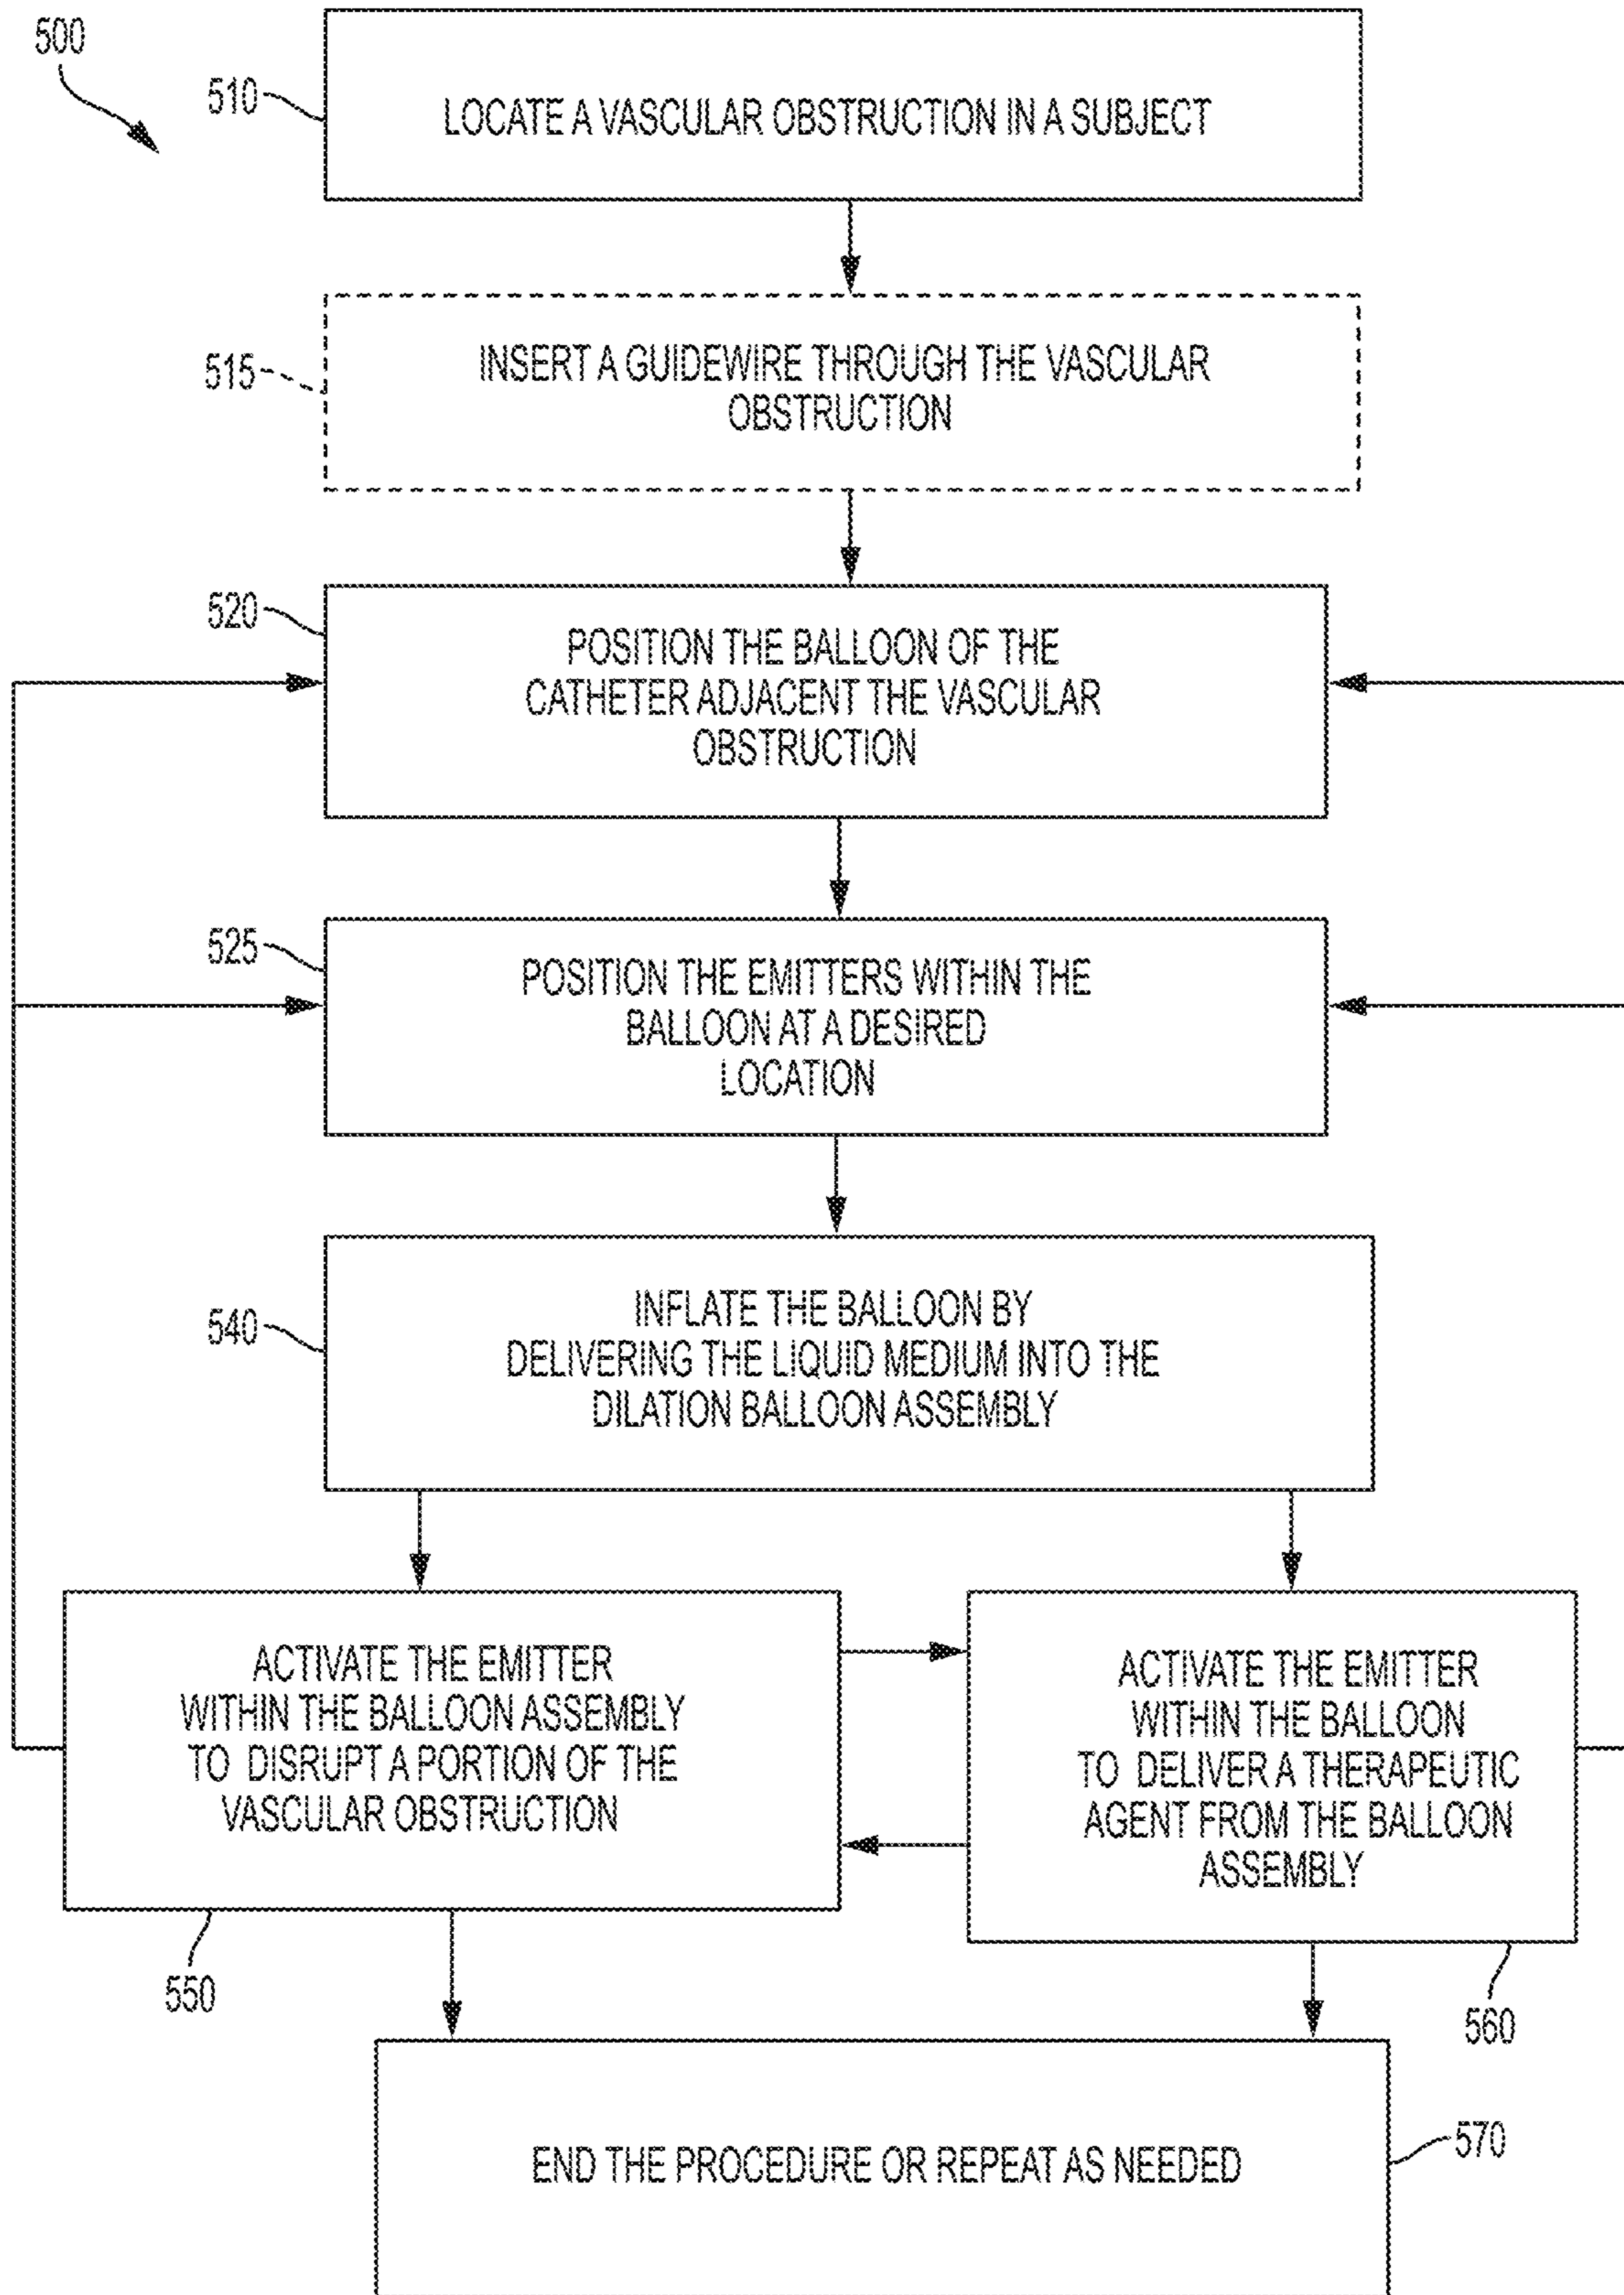 500
510
LOCATE A VASCULAR OBSTRUCTION IN A SUBJECT
515
INSERT A GUIDEWIRE THROUGH THE VASCULAR
OBSTRUCTION
520
POSITION THE BALLOON OF THE
CATHETER ADJACENT THE VASCULAR
OBSTRUCTION
525
POSITION THE EMITTERS WITHIN THE
BALLOON AT A DESIRED
LOCATION
540
INFLATE THE BALLOON BY
DELIVERING THE LIQUID MEDIUM INTO THE
DILATION BALLOON ASSEMBLY
ACTIVATE THE EMITTER
WITHIN THE BALLOON ASSEMBLY
TO DISRUPT A PORTION OF THE
VASCULAR OBSTRUCTION
550
ACTIVATE THE EMITTER
WITHIN THE BALLOON
TO DELIVER A THERAPEUTIC
AGENT FROM THE BALLOON
ASSEMBLY
560
END THE PROCEDURE OR REPEAT AS NEEDED
570